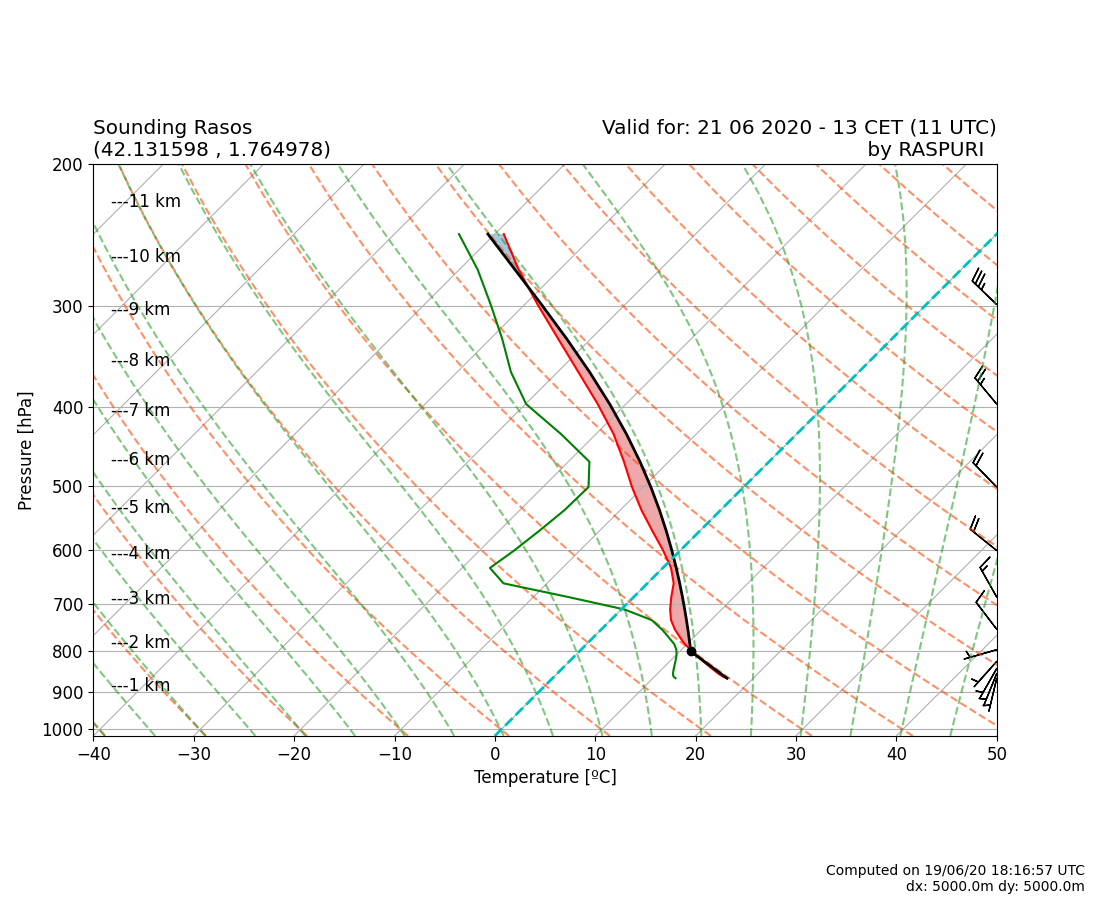 Sounding Rasos
(42.131598 , 1.764978)
Valid for: 21 06 2020 - 13 CET (11 UTC)
by RASPURI
200
300
400
500
600
700
800
900
1000
Pressure [hPa]
---11 km
---10 km
---9 km
---8 km
---7 km
---6 km
---5 km
---4 km
---3 km
---2 km
---1 km
−40 −30 −20 −10 0 10 20 30 40 50
Temperature [ºC]
Computed on 19/06/20 18:16:57 UTC
dx: 5000.0m dy: 5000.0m